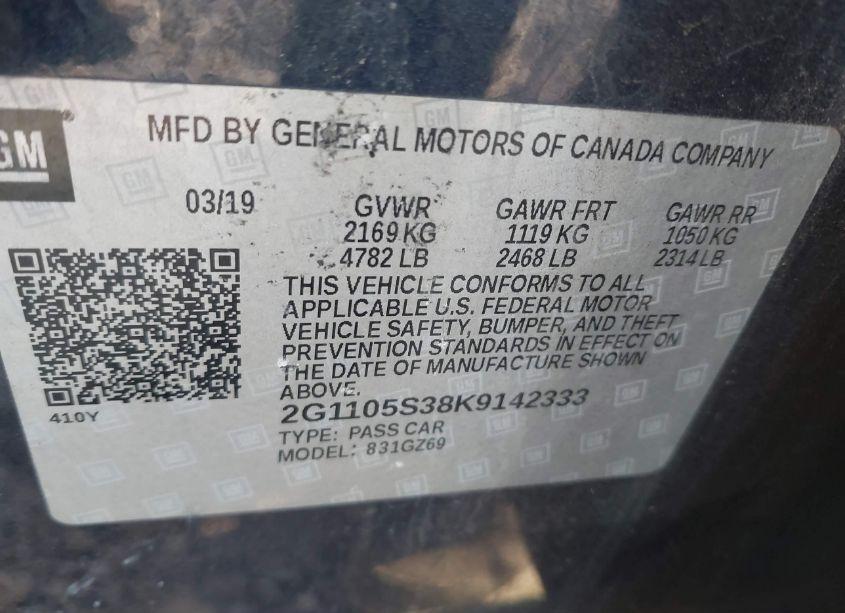 GM
MFD BY GENERAL MOTORS OF CANADA COMPANY
03/19 GVWR GAWR FRT GAWR RR
2169 KG 1119 KG 1050 KG
4782 LB 2468 LB 2314 LB
THIS VEHICLE CONFORMS TO ALL
APPLICABLE U.S. FEDERAL MOTOR
VEHICLE SAFETY, BUMPER, AND THEFT
PREVENTION STANDARDS IN EFFECT ON
THE DATE OF MANUFACTURE SHOWN
ABOVE.
410Y
2G1105S38K9142333
TYPE: PASS CAR
MODEL: 831GZ69